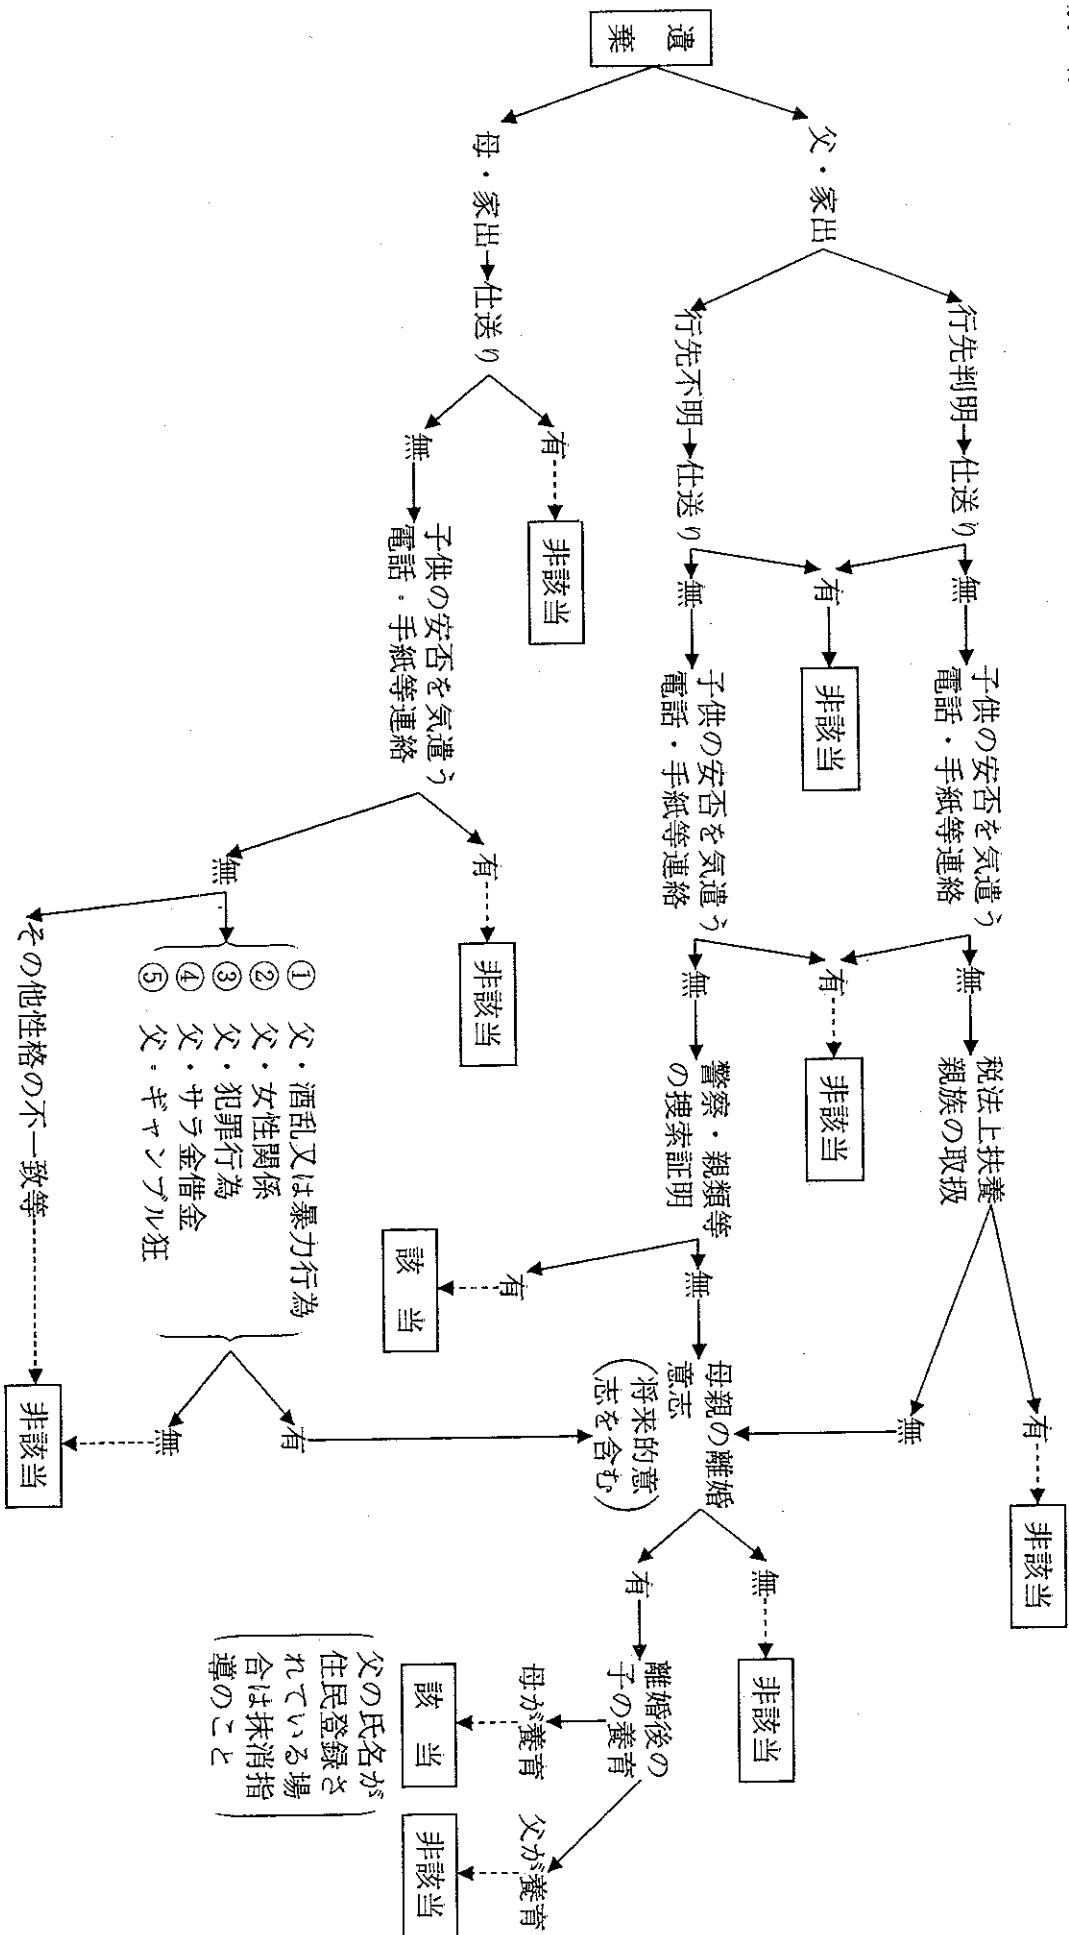 遺棄
父・家出
行先判明
仕送り
無
子供の安否を気遣う
電話・手紙等連絡
無
税法上扶養
親族の取扱
有
非該当
無
有
非該当
有
非該当
行先不明
仕送り
無
子供の安否を気遣う
電話・手紙等連絡
無
警察・親類等
の捜索証明
有
該当
無
母親の離婚
意志
(将来的意
志を含む)
無
非該当
有
離婚後の
子の養育
母が養育
該当
父の氏名が
住民登録さ
れている場
合は抹消指
導のこと
父が養育
非該当
母・家出
仕送り
有
非該当
無
子供の安否を気遣う
電話・手紙等連絡
有
非該当
無
① 父・酒乱又は暴力行為
② 父・女性関係
③ 父・犯罪行為
④ 父・サラ金借金
⑤ 父・ギャンブル狂
有
無
その他性格の不一致等
非該当